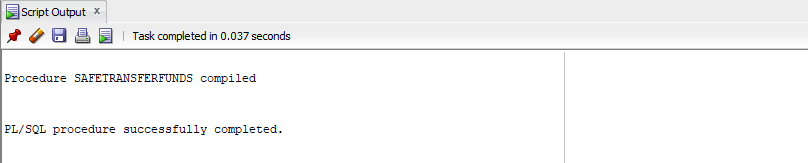 Script Output x
Task completed in 0.037 seconds
Procedure SAFETRANSFERFUNDS compiled
PL/SQL procedure successfully completed.